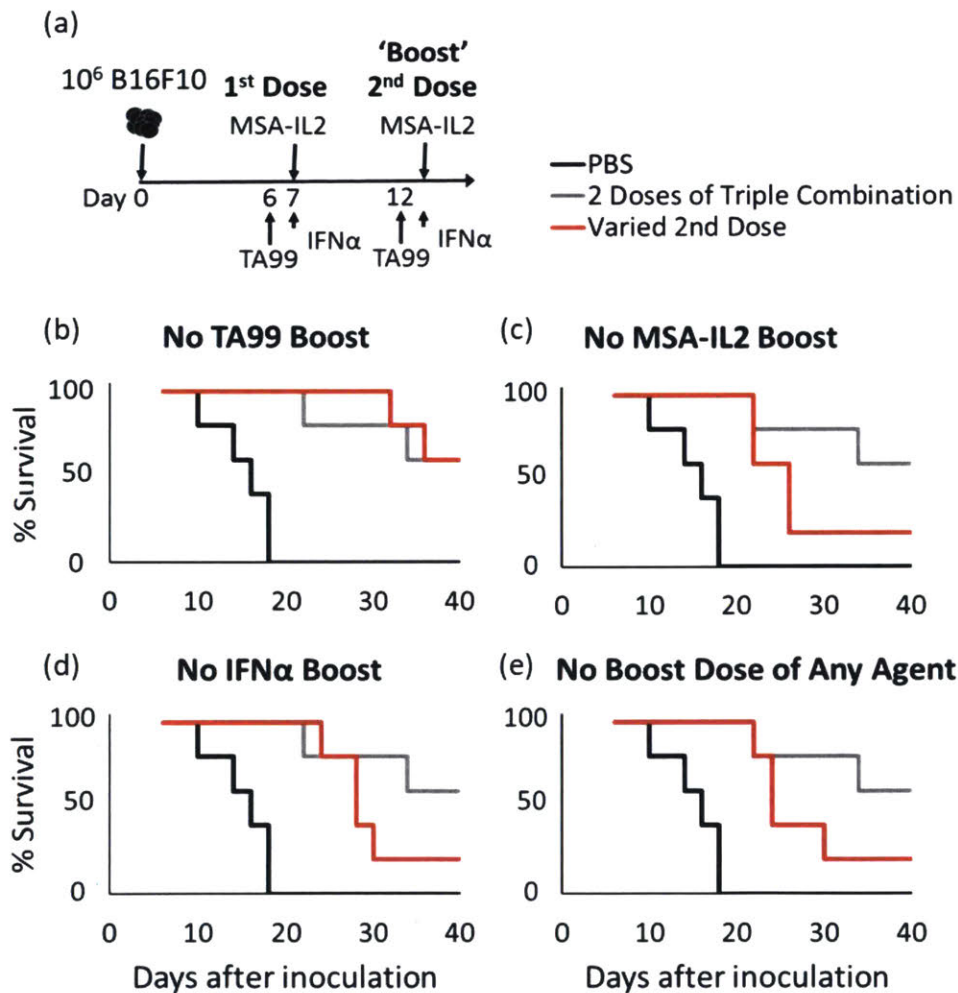 (a)
10⁶ B16F10
1st Dose
MSA-IL2
'Boost'
2nd Dose
MSA-IL2
Day 0
6 7
12
TA99
IFNα
TA99
IFNα
PBS
2 Doses of Triple Combination
Varied 2nd Dose
(b)
No TA99 Boost
% Survival
100
50
0
0 10 20 30 40
(c)
No MSA-IL2 Boost
100
50
0
0 10 20 30 40
(d)
No IFNα Boost
% Survival
100
50
0
0 10 20 30 40
Days after inoculation
(e)
No Boost Dose of Any Agent
100
50
0
0 10 20 30 40
Days after inoculation